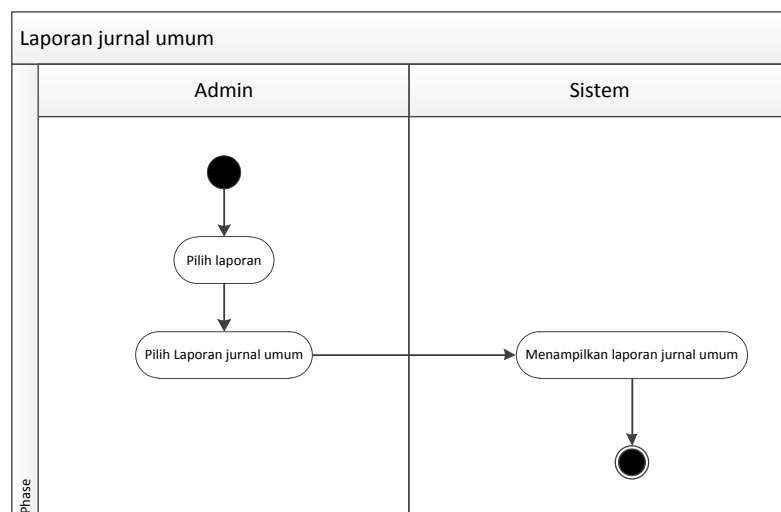 Laporan jurnal umum
Admin
Sistem
Pilih laporan
Pilih Laporan jurnal umum
Menampilkan laporan jurnal umum
Phase